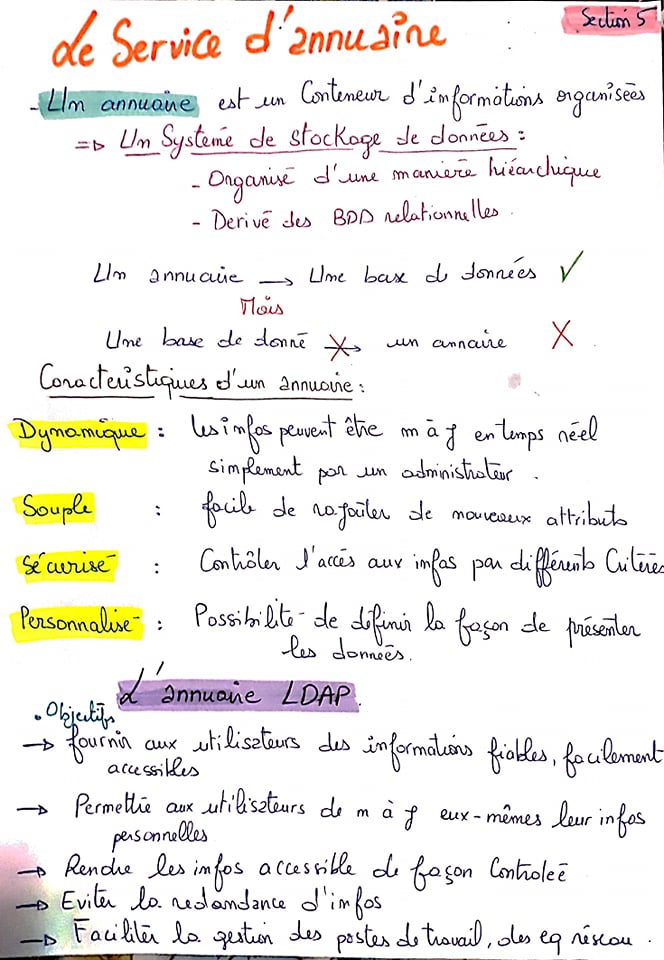 Section 5
Le Service d'annuaire
- Un annuaire est un Conteneur d'informations organisées
=> Un Système de stockage de données :
- Organisé d'une manière hiérarchique
- Derivé des BDD relationnelles.
Un annuaire → Une base de données ✓
Mais
Une base de donné → un annaire X
Caracteristiques d'un annuaire :
Dynamique : les infos peuvent être m à j en temps réel
simplement par un administrateur.
Souple : facile de rajouter de nouveaux attributs
Sécurisé : Contrôler l'accès aux infos par différents Critères
Personnalisé : Possibilité de définir la façon de présenter
les données.
L'annuaire LDAP.
. Objectifs
→ fournir aux utilisateurs des informations fiables, facilement
accessibles
→ Permettre aux utilisateurs de m à j eux-mêmes leur infos
personnelles
→ Rendre les infos accessible de façon Controleé
→ Eviter la redandance d'infos
→ Faciliter la gestion des postes de travail, des eq réseau.